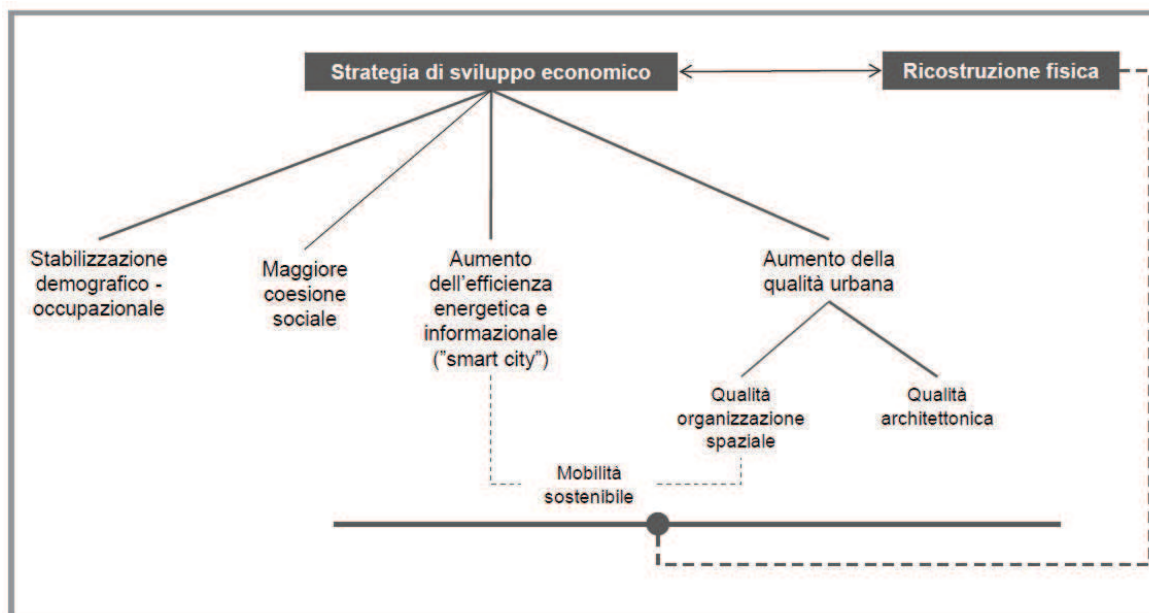 Strategia di sviluppo economico
Ricostruzione fisica
Stabilizzazione
demografico -
occupazionale
Maggiore
coesione
sociale
Aumento
dell'efficienza
energetica e
informazionale
("smart city")
Aumento della
qualità urbana
Qualità
organizzazione
spaziale
Qualità
architettonica
Mobilità
sostenibile